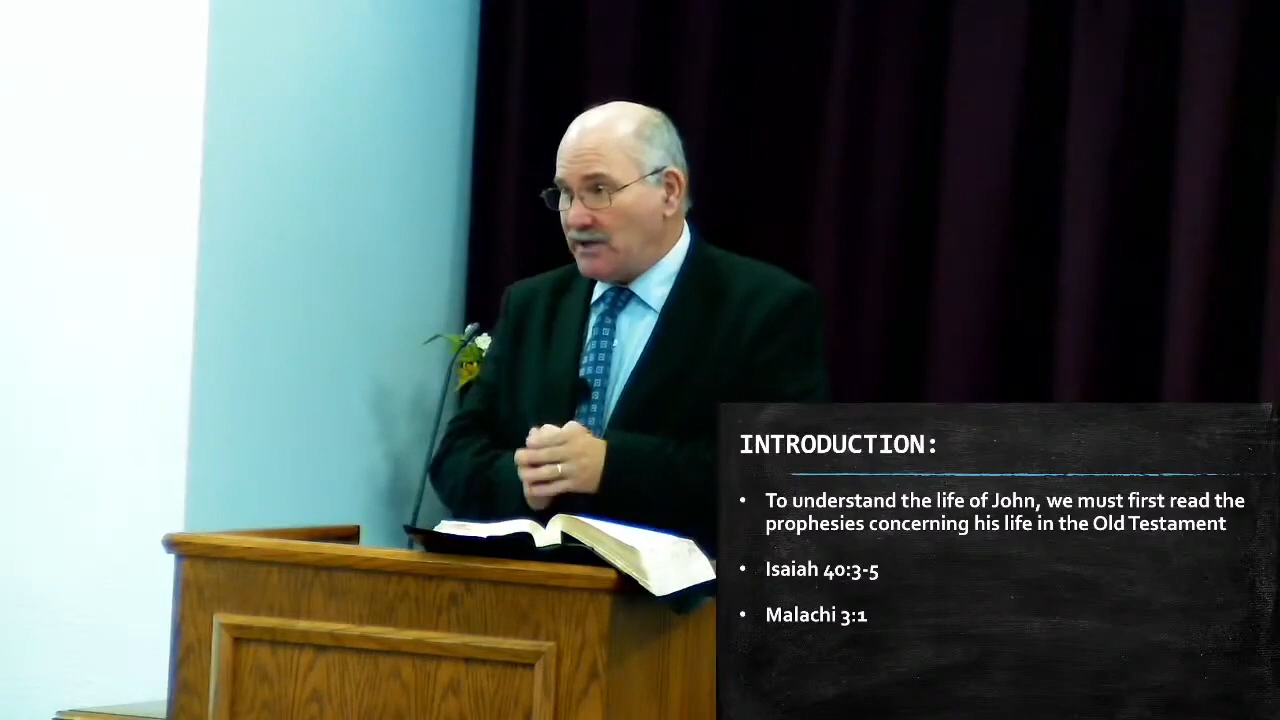 INTRODUCTION:
• To understand the life of John, we must first read the
prophesies concerning his life in the Old Testament
• Isaiah 40:3-5
• Malachi 3:1